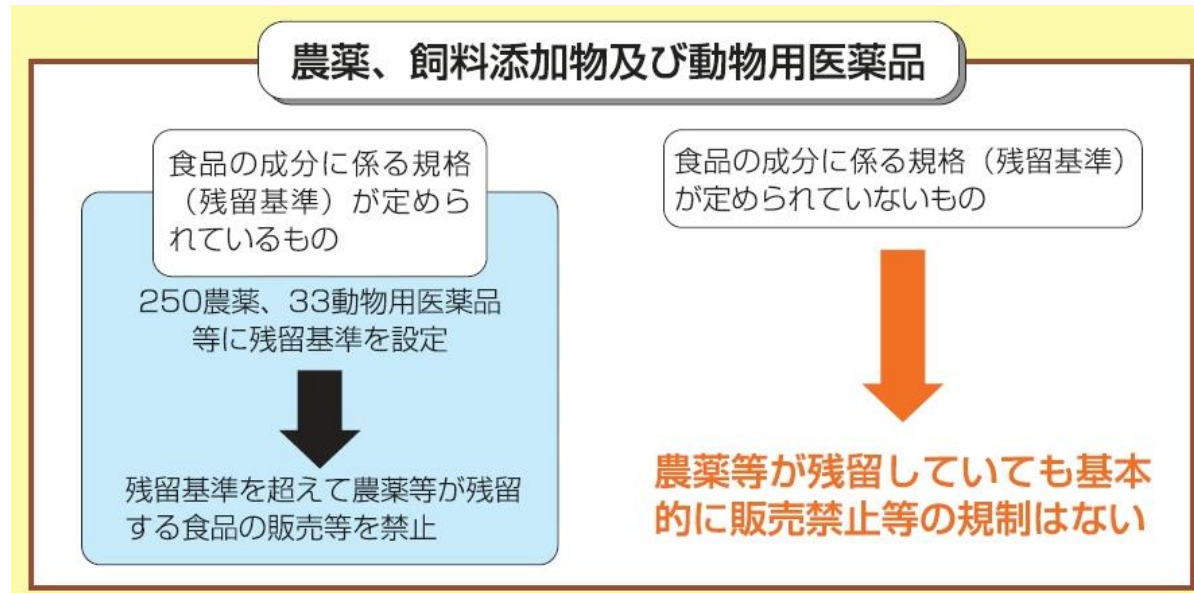 農薬、飼料添加物及び動物用医薬品
食品の成分に係る規格
（残留基準）が定めら
れているもの
250農薬、33動物用医薬品
等に残留基準を設定
残留基準を超えて農薬等が残留
する食品の販売等を禁止
食品の成分に係る規格（残留基準）
が定められていないもの
農薬等が残留していても基本
的に販売禁止等の規制はない